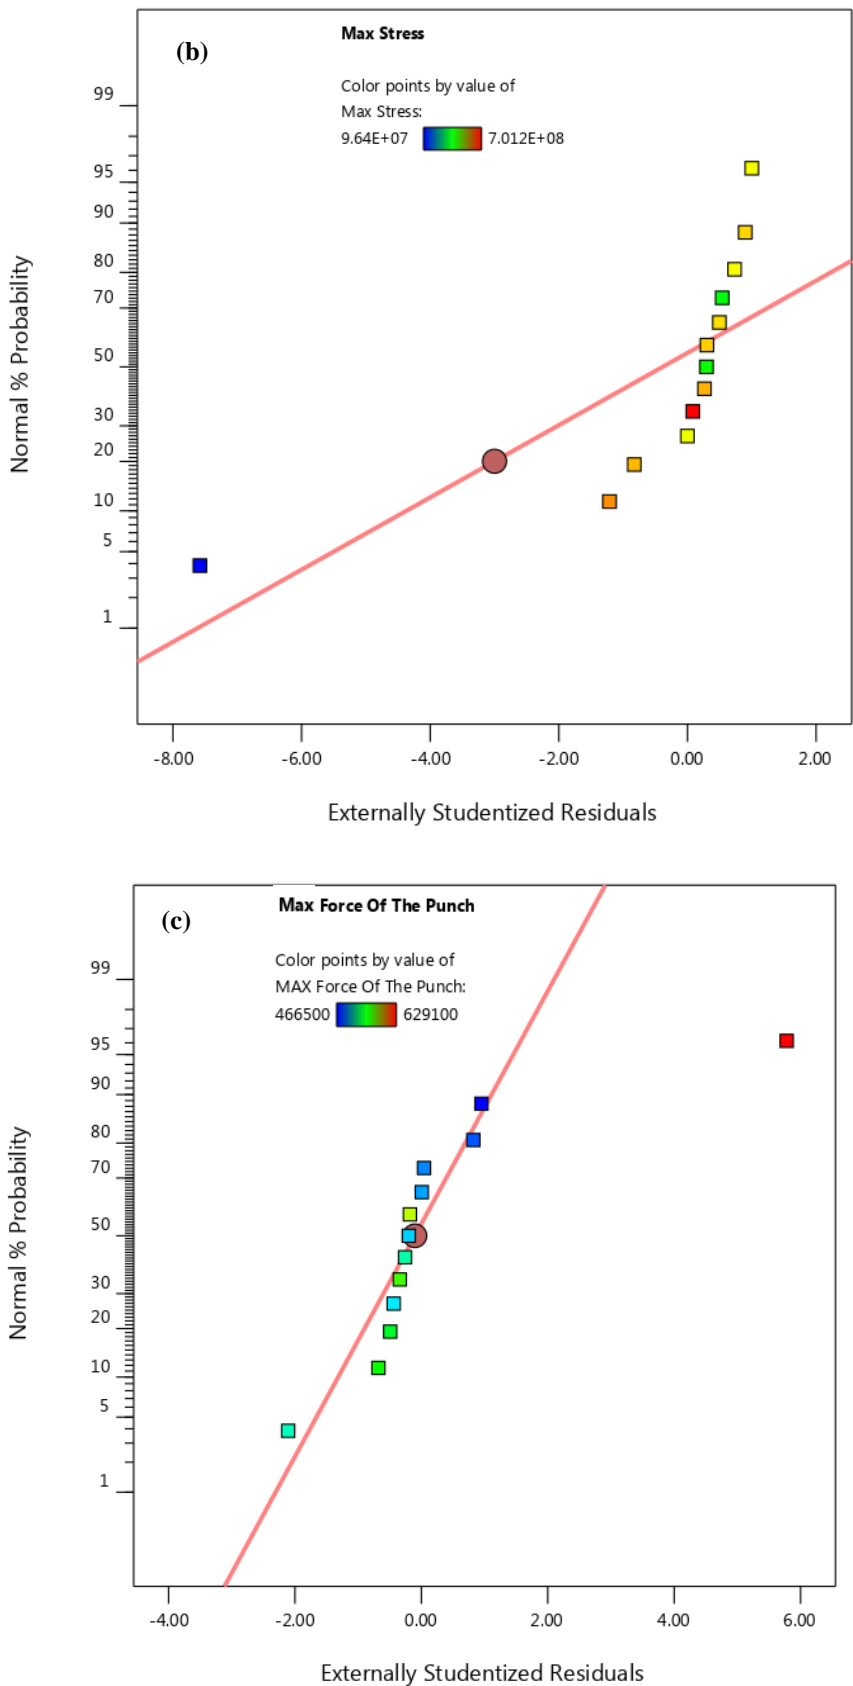 (b)
Max Stress
Color points by value of
Max Stress:
9.64E+07 7.012E+08
99
95
90
80
70
50
30
20
10
5
1
Normal % Probability
-8.00 -6.00 -4.00 -2.00 0.00 2.00
Externally Studentized Residuals
(c)
Max Force Of The Punch
Color points by value of
MAX Force Of The Punch:
466500 629100
99
95
90
80
70
50
30
20
10
5
1
Normal % Probability
-4.00 -2.00 0.00 2.00 4.00 6.00
Externally Studentized Residuals